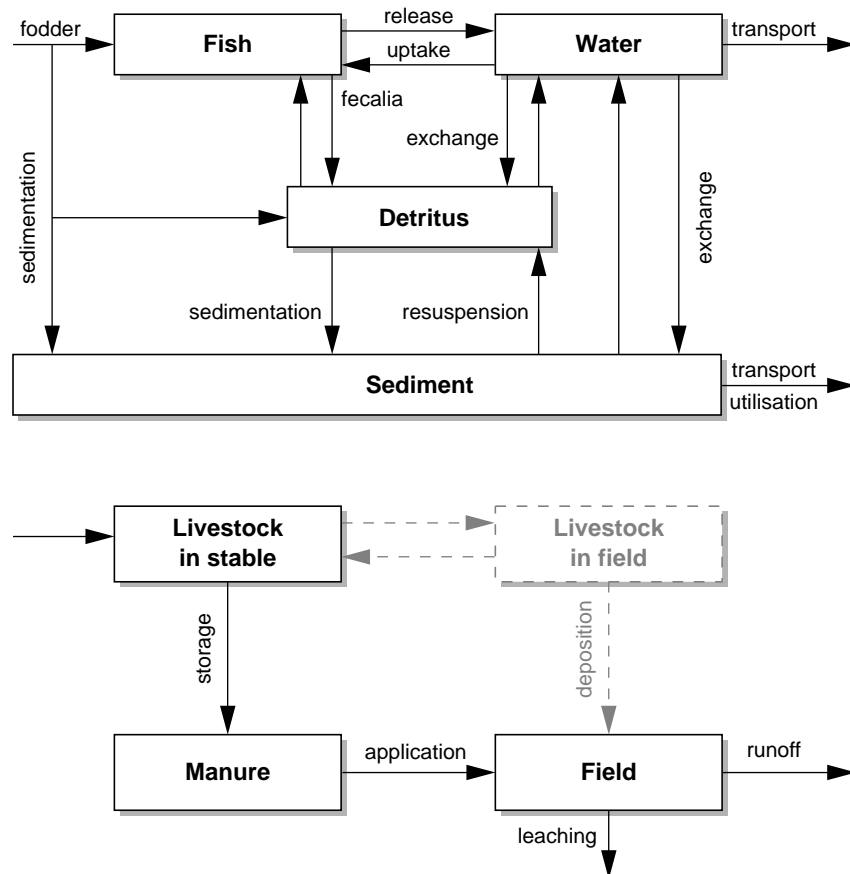 fodder
Fish
release
uptake
Water
transport
fecalia
exchange
sedimentation
Detritus
exchange
sedimentation
resuspension
Sediment
transport
utilisation
Livestock
in stable
Livestock
in field
storage
deposition
Manure
application
Field
runoff
leaching